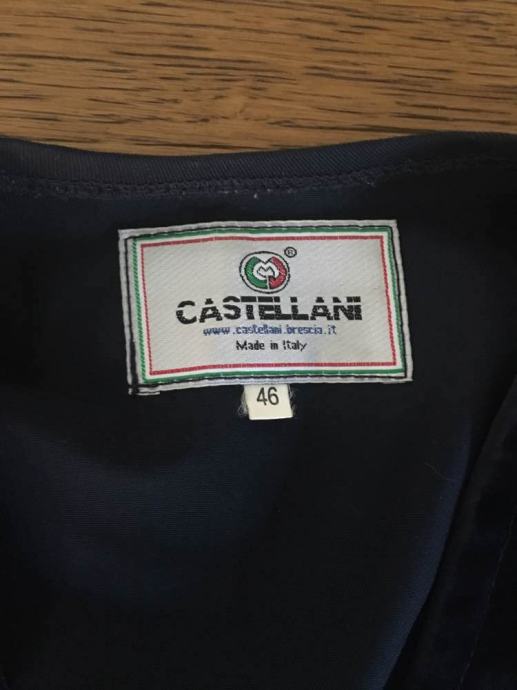 ®
CASTELLANI
www.castellani.brescia.it
Made in Italy
46